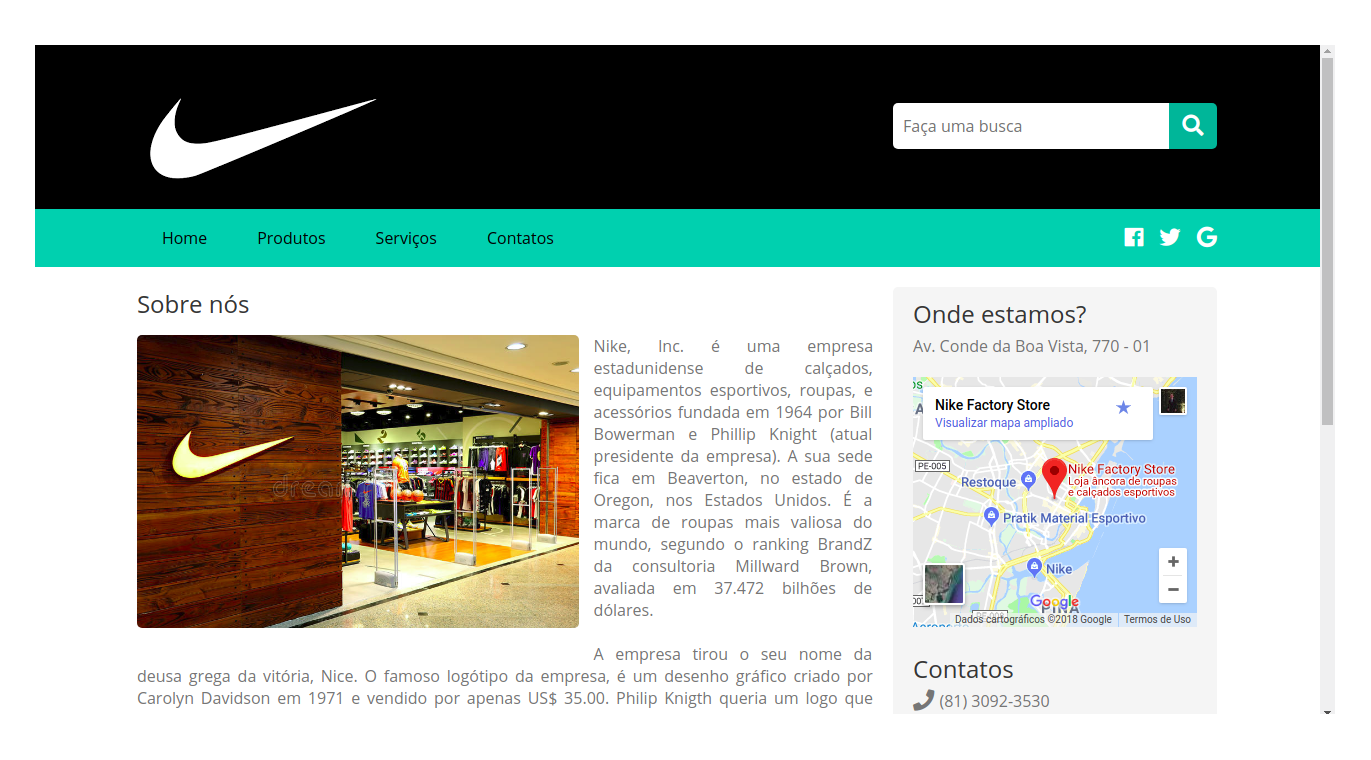 Faça uma busca
Home
Produtos
Serviços
Contatos
Sobre nós
Nike, Inc. é uma empresa
estadunidense de calçados,
equipamentos esportivos, roupas, e
acessórios fundada em 1964 por Bill
Bowerman e Phillip Knight (atual
presidente da empresa). A sua sede
fica em Beaverton, no estado de
Oregon, nos Estados Unidos. É a
marca de roupas mais valiosa do
mundo, segundo o ranking BrandZ
da consultoria Millward Brown,
avaliada em 37.472 bilhões de
dólares.
A empresa tirou o seu nome da
deusa grega da vitória, Nice. O famoso logótipo da empresa, é um desenho gráfico criado por
Carolyn Davidson em 1971 e vendido por apenas US$ 35.00. Philip Knigth queria um logo que
Onde estamos?
Av. Conde da Boa Vista, 770 - 01
Nike Factory Store
Visualizar mapa ampliado
PE-005
Nike Factory Store
Loja âncora de roupas
e calçados esportivos
Restoque
Pratik Material Esportivo
Nike
+
−
Google
PINA
Dados cartográficos ©2018 Google
Termos de Uso
Contatos
(81) 3092-3530